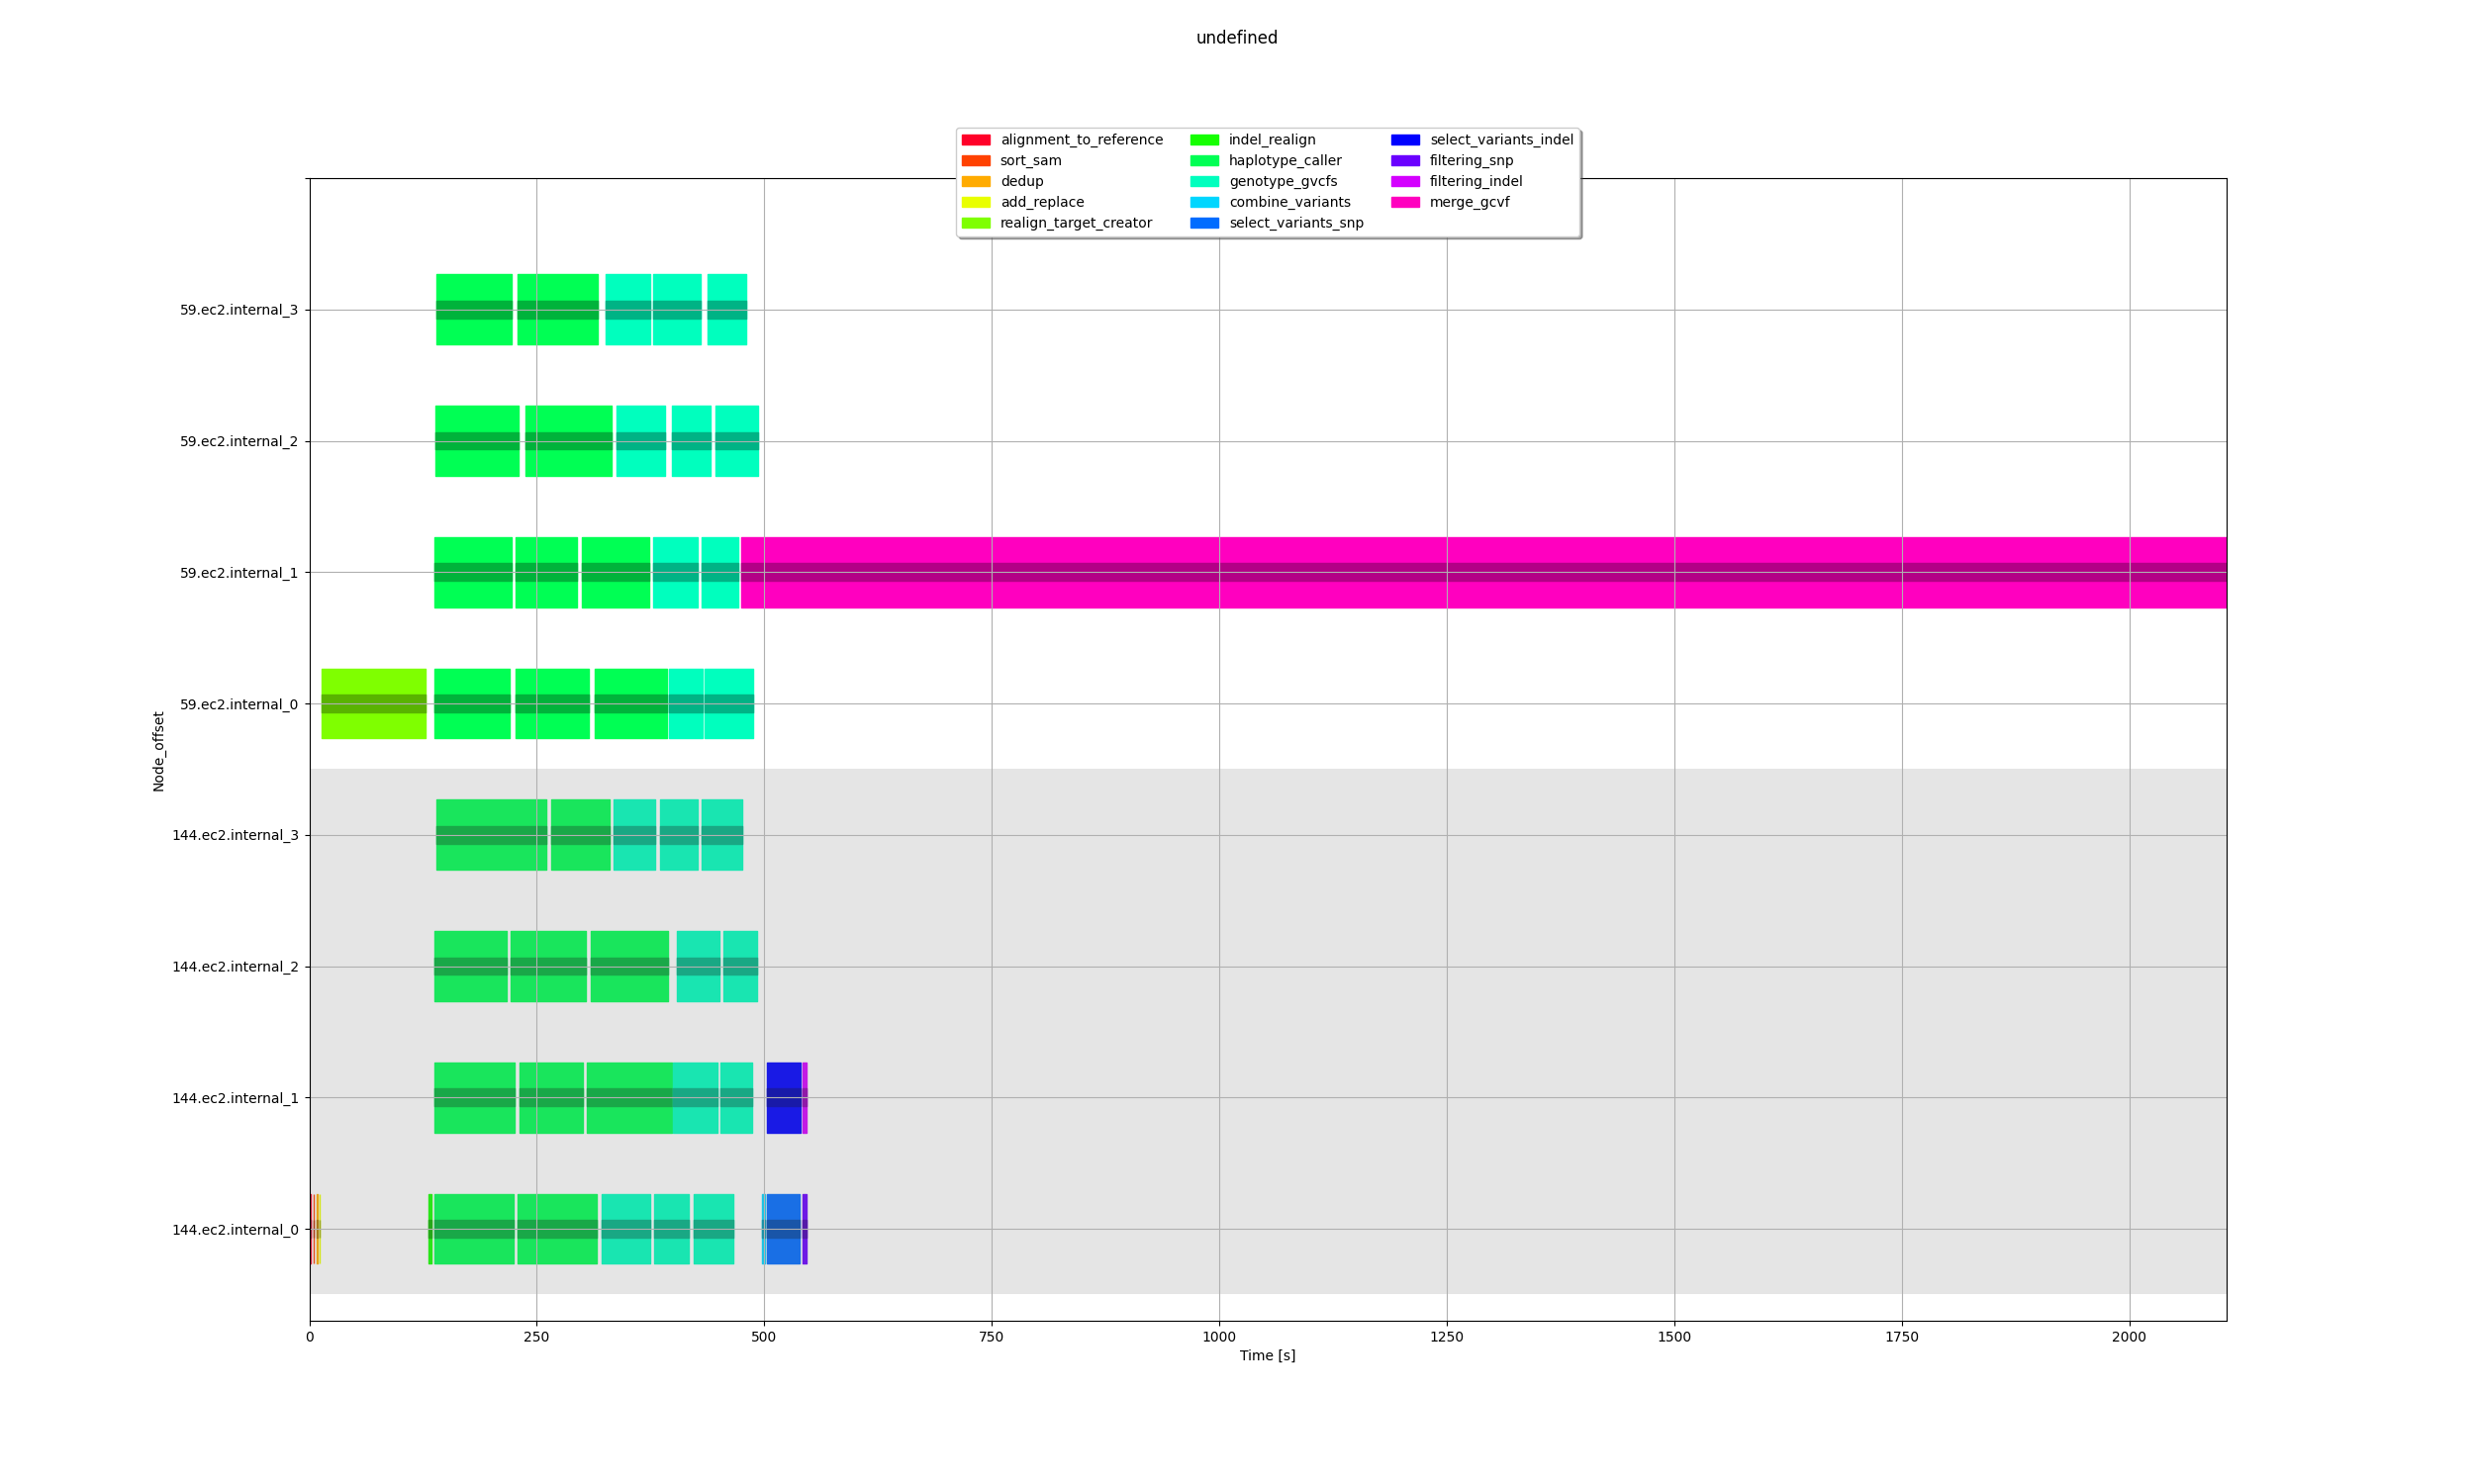 undefined
alignment_to_reference
sort_sam
dedup
add_replace
realign_target_creator
indel_realign
haplotype_caller
genotype_gvcfs
combine_variants
select_variants_snp
select_variants_indel
filtering_snp
filtering_indel
merge_gcvf
59.ec2.internal_3
59.ec2.internal_2
59.ec2.internal_1
59.ec2.internal_0
144.ec2.internal_3
144.ec2.internal_2
144.ec2.internal_1
144.ec2.internal_0
Node_offset
0 250 500 750 1000 1250 1500 1750 2000
Time [s]